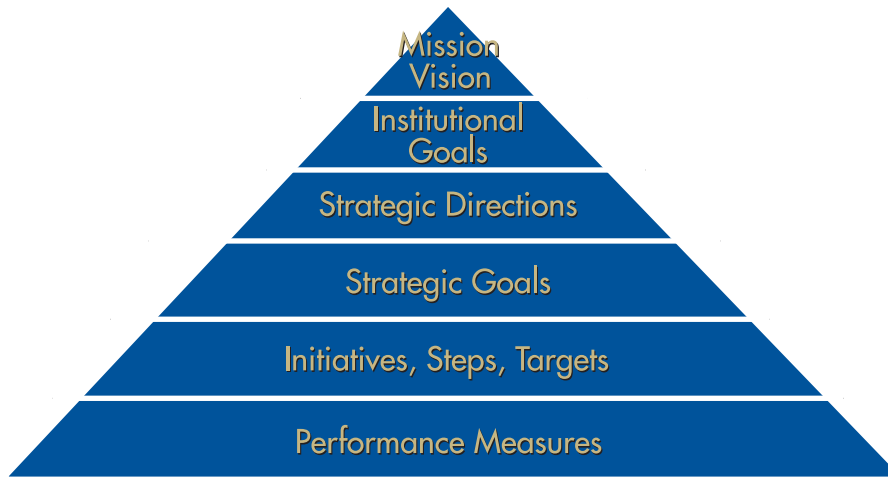 Mission
Vision
Institutional
Goals
Strategic Directions
Strategic Goals
Initiatives, Steps, Targets
Performance Measures